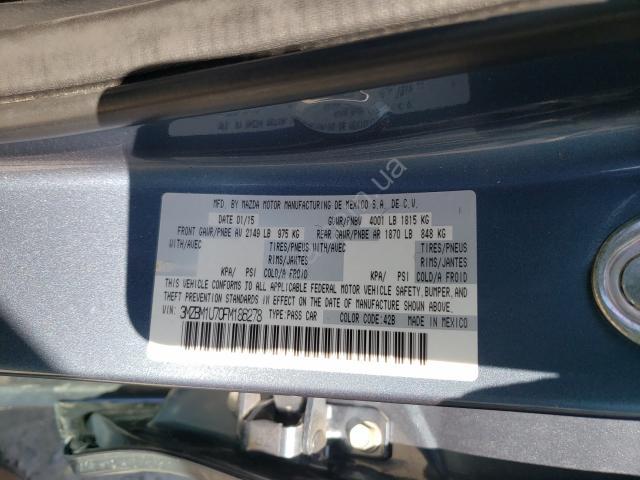 MFD. BY MAZDA MOTOR MANUFACTURING DE MEXICO S.A. DE C.V.
DATE 01/15 GVWR/PNBV 4001 LB 1815 KG
FRONT GAWR/PNBE AV 2149 LB 975 KG REAR GAWR/PNBE AR 1870 LB 848 KG
WITH/AVEC TIRES/PNEUS WITH/AVEC TIRES/PNEUS
RIMS/JANTES RIMS/JANTES
KPA/ PSI COLD/A FROID KPA/ PSI COLD/A FROID
THIS VEHICLE CONFORMS TO ALL APPLICABLE FEDERAL MOTOR VEHICLE SAFETY, BUMPER, AND
THEFT PREVENTION STANDARDS IN EFFECT ON THE DATE OF MANUFACTURE SHOWN ABOVE.
VIN: 3MZBM1U70FM186278 TYPE:PASS CAR COLOR CODE:42B MADE IN MEXICO